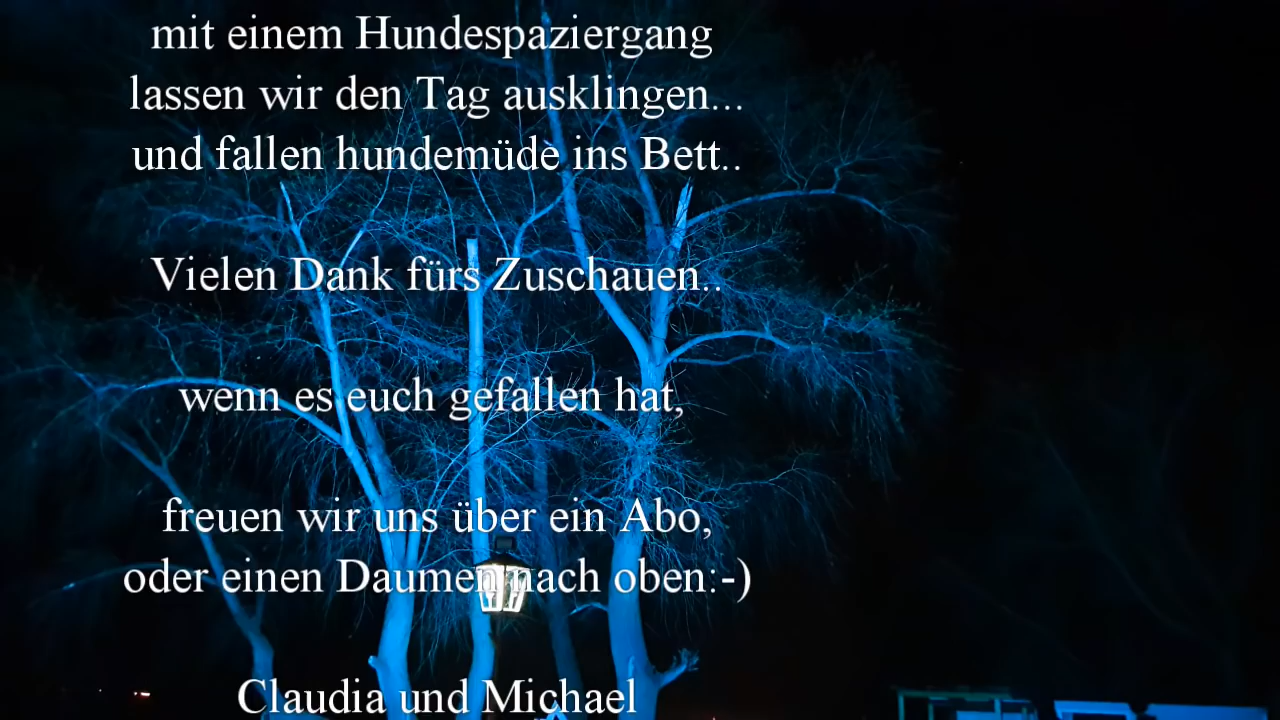 mit einem Hundespaziergang
lassen wir den Tag ausklingen...
und fallen hundemüde ins Bett..
Vielen Dank fürs Zuschauen..
wenn es euch gefallen hat,
freuen wir uns über ein Abo,
oder einen Daumen nach oben:-)
Claudia und Michael